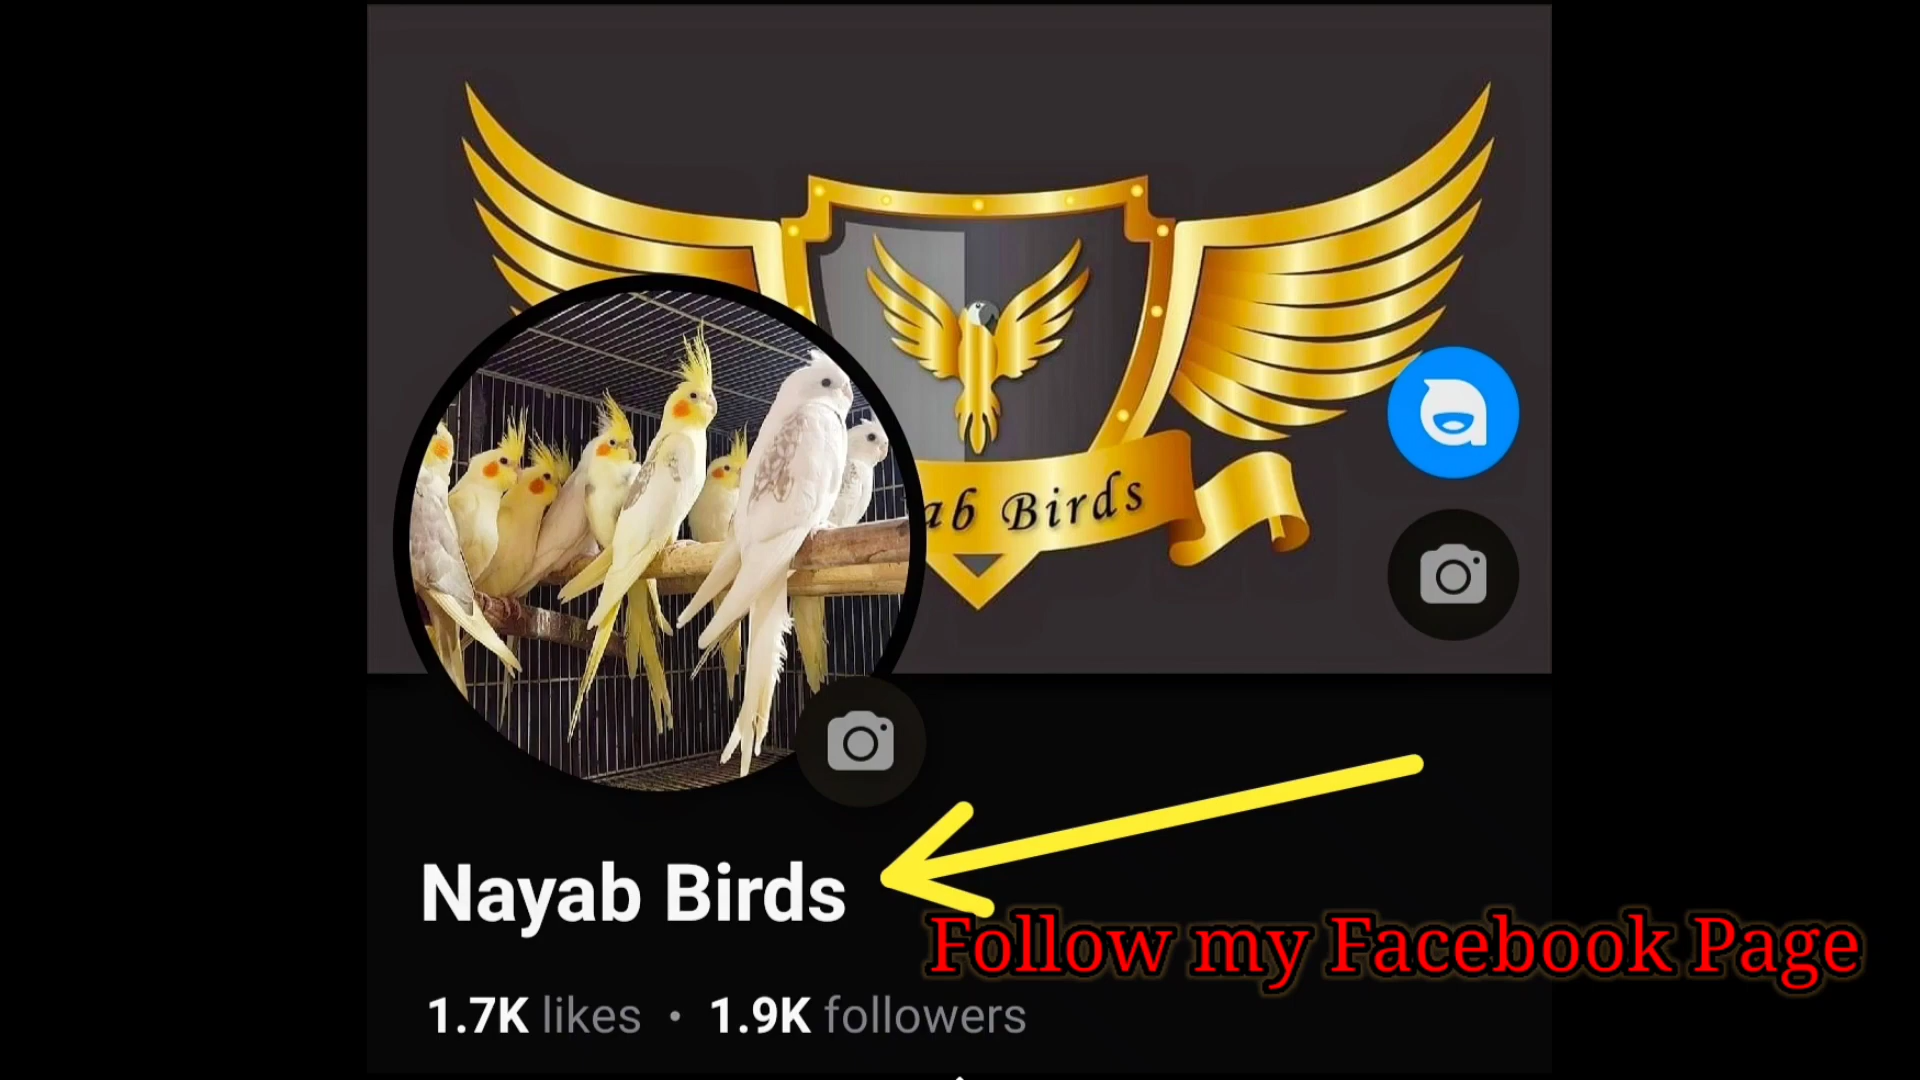 ab Birds
Nayab Birds
Follow my Facebook Page
1.7K likes • 1.9K followers